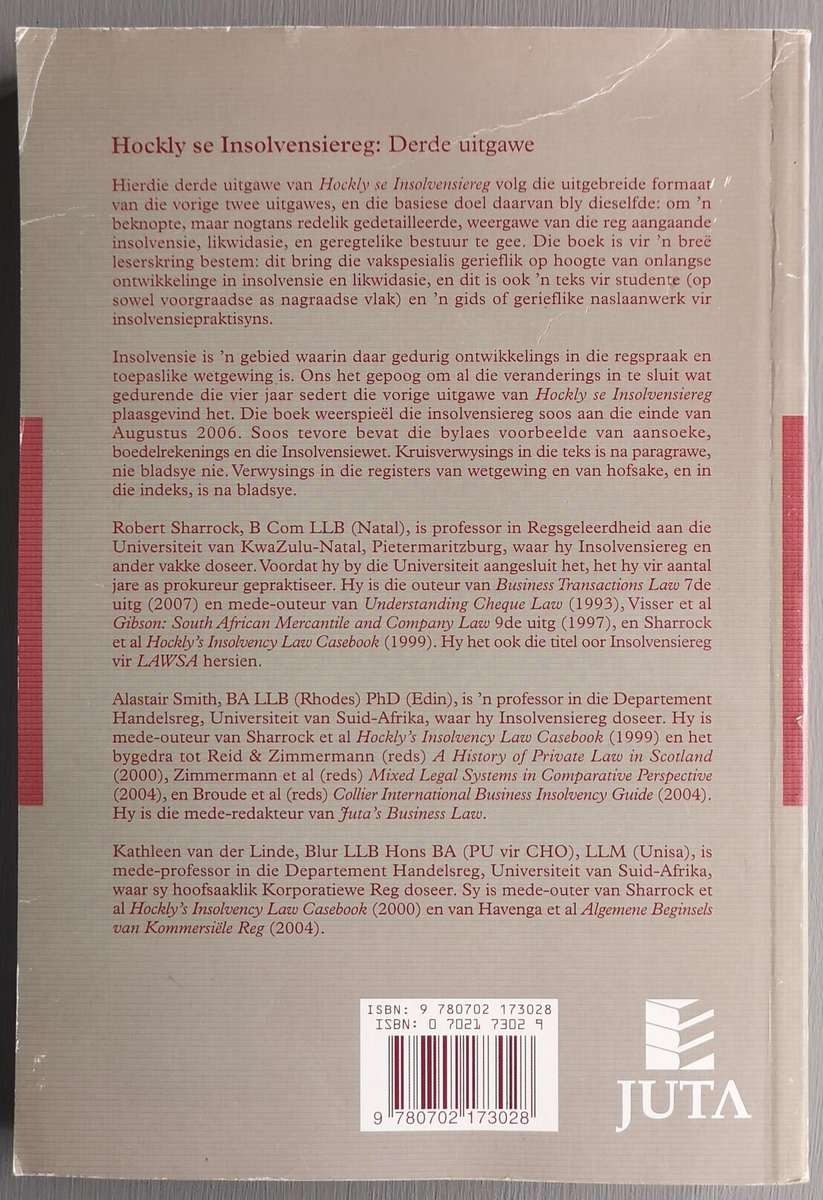 Hockly se Insolvensiereg: Derde uitgawe
Hierdie derde uitgawe van Hockly se Insolvensiereg volg die uitgebreide formaat
van die vorige twee uitgawes, en die basiese doel daarvan bly dieselfde: om 'n
beknopte, maar nogtans redelik gedetailleerde, weergawe van die reg aangaande
insolvensie, likwidasie, en geregtelike bestuur te gee. Die boek is vir 'n breë
leserskring bestem: dit bring die vakspesialis gerieflik op hoogte van onlangse
ontwikkelinge in insolvensie en likwidasie, en dit is ook 'n teks vir studente (op
sowel voorgraadse as nagraadse vlak) en 'n gids of gerieflike naslaanwerk vir
insolvensiepraktisyns.
Insolvensie is 'n gebied waarin daar gedurig ontwikkelings in die regspraak en
toepaslike wetgewing is. Ons het gepoog om al die veranderings in te sluit wat
gedurende die vier jaar sedert die vorige uitgawe van Hockly se Insolvensiereg
plaasgevind het. Die boek weerspieël die insolvensiereg soos aan die einde van
Augustus 2006. Soos tevore bevat die bylaes voorbeelde van aansoeke,
boedelrekenings en die Insolvensiewet. Kruisverwysings in die teks is na paragrawe,
nie bladsye nie. Verwysings in die registers van wetgewing en van hofsake, en in
die indeks, is na bladsye.
Robert Sharrock, B Com LLB (Natal), is professor in Regsgeleerdheid aan die
Universiteit van KwaZulu-Natal, Pietermaritzburg, waar hy Insolvensiereg en
ander vakke doseer. Voordat hy by die Universiteit aangesluit het, het hy vir aantal
jare as prokureur gepraktiseer. Hy is die outeur van Business Transactions Law 7de
uitg (2007) en mede-outeur van Understanding Cheque Law (1993), Visser et al
Gibson: South African Mercantile and Company Law 9de uitg (1997), en Sharrock
et al Hockly's Insolvency Law Casebook (1999). Hy het ook die titel oor Insolvensiereg
vir LAWSA hersien.
Alastair Smith, BA LLB (Rhodes) PhD (Edin), is 'n professor in die Departement
Handelsreg, Universiteit van Suid-Afrika, waar hy Insolvensiereg doseer. Hy is
mede-outeur van Sharrock et al Hockly's Insolvency Law Casebook (1999) en het
bygedra tot Reid & Zimmermann (reds) A History of Private Law in Scotland
(2000), Zimmermann et al (reds) Mixed Legal Systems in Comparative Perspective
(2004), en Broude et al (reds) Collier International Business Insolvency Guide (2004).
Hy is die mede-redakteur van Juta's Business Law.
Kathleen van der Linde, Blur LLB Hons BA (PU vir CHO), LLM (Unisa), is
mede-professor in die Departement Handelsreg, Universiteit van Suid-Afrika,
waar sy hoofsaaklik Korporatiewe Reg doseer. Sy is mede-outer van Sharrock et
al Hockly's Insolvency Law Casebook (2000) en van Havenga et al Algemene Beginsels
van Kommersiële Reg (2004).
ISBN: 9 780702 173028
ISBN: 0 7021 7302 9
9 780702 173028
JUTA